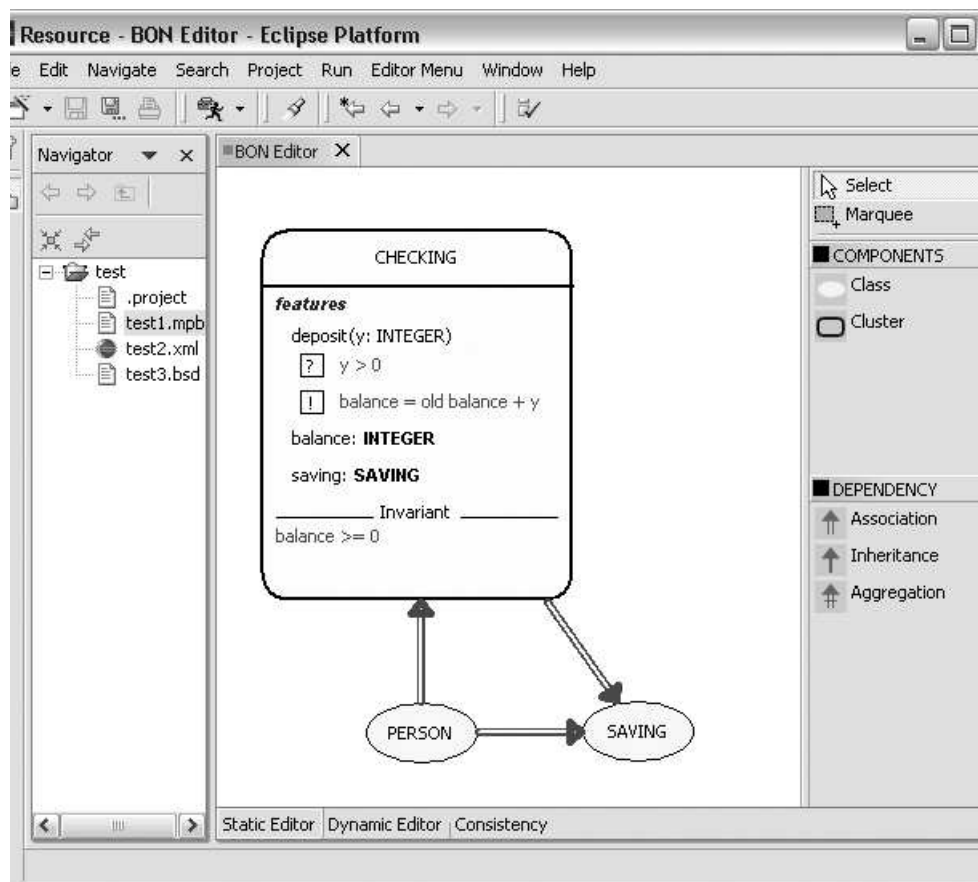 Resource - BON Editor - Eclipse Platform
e Edit Navigate Search Project Run Editor Menu Window Help
Navigator
BON Editor
test
.project
test1.mpb
test2.xml
test3.bsd
CHECKING
features
deposit(y: INTEGER)
? y > 0
! balance = old balance + y
balance: INTEGER
saving: SAVING
Invariant
balance >= 0
PERSON
SAVING
Static Editor Dynamic Editor Consistency
Select
Marquee
COMPONENTS
Class
Cluster
DEPENDENCY
Association
Inheritance
Aggregation